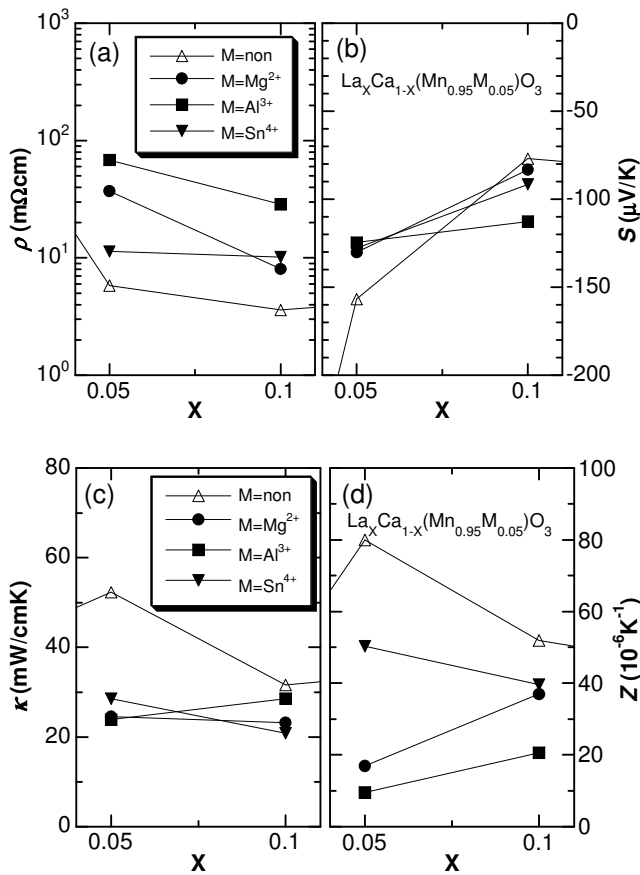 (a)
M=non
M=Mg²⁺
M=Al³⁺
M=Sn⁴⁺
10³
10²
10¹
10⁰
ρ (mΩcm)
0.05
0.1
X
(b)
LaXCa1-X(Mn0.95M0.05)O3
0
-50
-100
-150
-200
S (μV/K)
0.05
0.1
X
(c)
M=non
M=Mg²⁺
M=Al³⁺
M=Sn⁴⁺
80
60
40
20
0
κ (mW/cmK)
0.05
0.1
X
(d)
LaXCa1-X(Mn0.95M0.05)O3
100
80
60
40
20
0
Z (10⁻⁶K⁻¹)
0.05
0.1
X